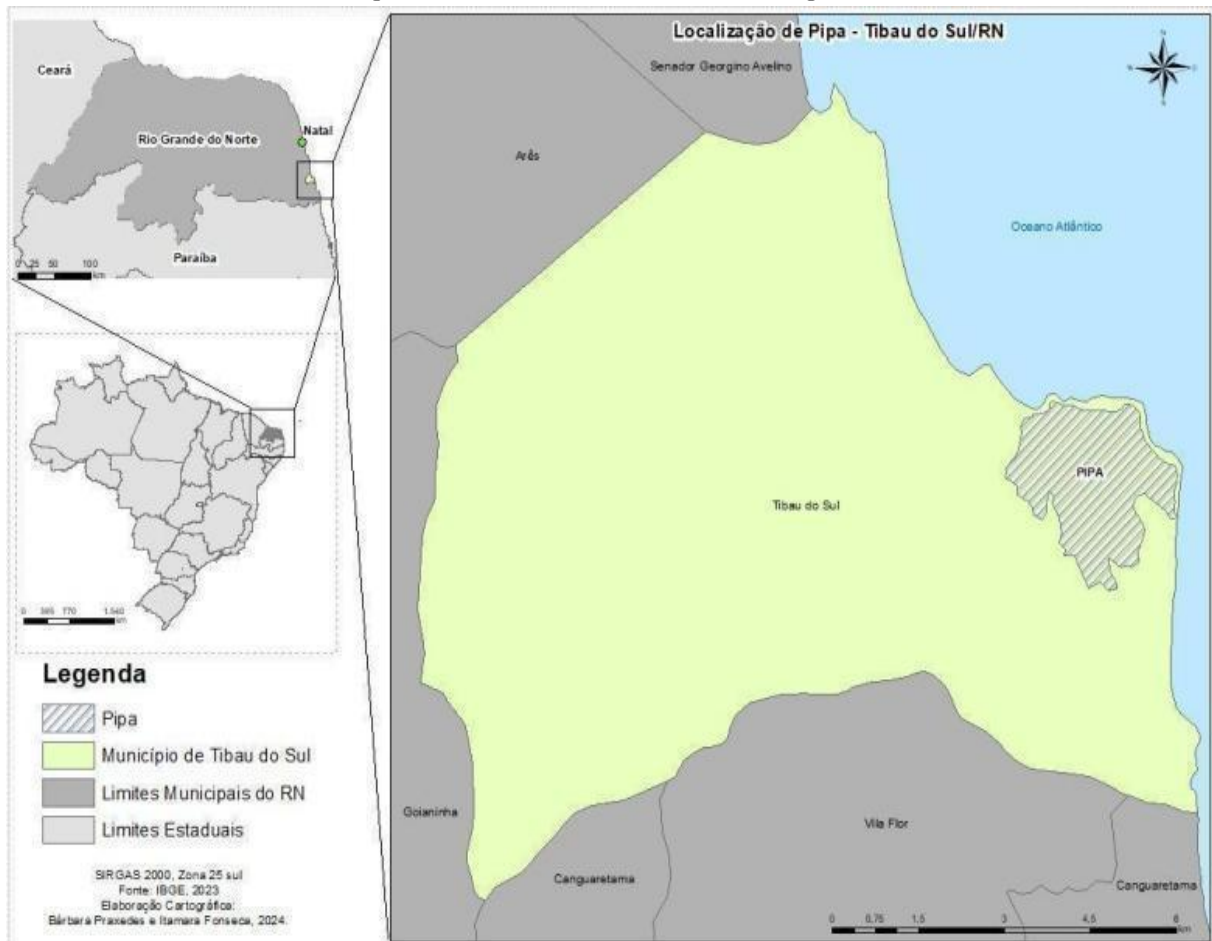 Localização de Pipa - Tibau do Sul/RN
Senador Georgino Avelino
Ceará
Natal
Rio Grande do Norte
Arês
Oceano Atlântico
Paraíba
0 25 50 100
km
PIPA
Tibau do Sul
0 385 770 1.540
km
Legenda
Pipa
Município de Tibau do Sul
Limites Municipais do RN
Limites Estaduais
Goianinha
Vila Flor
Canguaretama
Canguaretama
SIRGAS 2000, Zona 25 sul
Fonte: IBGE, 2023
Elaboração Cartográfica:
Bárbara Praxedes e Itamara Fonseca, 2024.
0 0,75 1,5 3 4,5 6
km